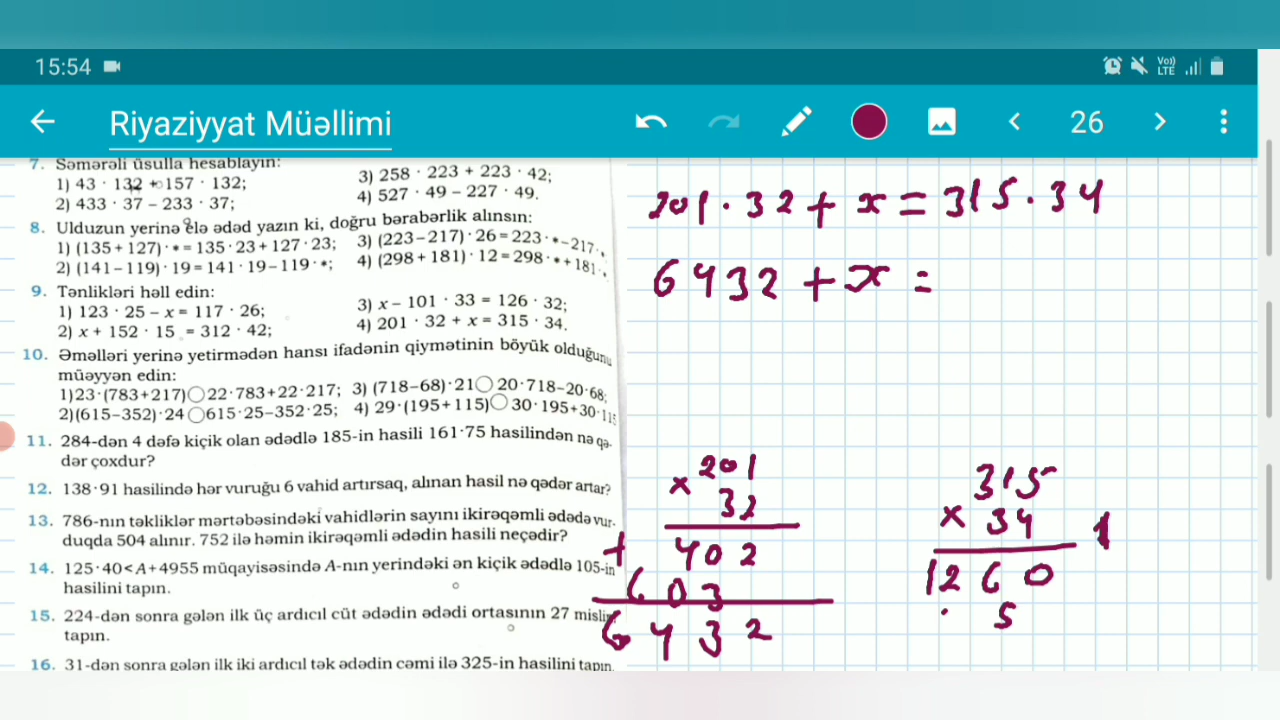 15:54
Vo)) LTE
Riyaziyyat Müəllimi
26
7. Səmərəli üsulla hesablayın:
1) 43 · 132 + 157 · 132;
2) 433 · 37 – 233 · 37;
3) 258 · 223 + 223 · 42;
4) 527 · 49 – 227 · 49.
8. Ulduzun yerinə elə ədəd yazın ki, doğru bərabərlik alınsın:
1) (135 + 127) · * = 135 · 23 + 127 · 23;
2) (141 – 119) · 19 = 141 · 19 – 119 · *;
3) (223 – 217) · 26 = 223 · * – 217 ·
4) (298 + 181) · 12 = 298 · * + 181 ·
9. Tənlikləri həll edin:
1) 123 · 25 – x = 117 · 26;
2) x + 152 · 15 = 312 · 42;
3) x – 101 · 33 = 126 · 32;
4) 201 · 32 + x = 315 · 34.
10. Əməlləri yerinə yetirmədən hansı ifadənin qiymətinin böyük olduğunu
müəyyən edin:
1) 23 · (783+217)○22 · 783+22 · 217;
2) (615–352) · 24○615 · 25–352 · 25;
3) (718–68) · 21○20 · 718–20 · 68;
4) 29 · (195+115)○30 · 195+30 · 115
11. 284-dən 4 dəfə kiçik olan ədədlə 185-in hasili 161·75 hasilindən nə qə-
dər çoxdur?
12. 138·91 hasilində hər vuruğu 6 vahid artırsaq, alınan hasil nə qədər artar?
13. 786-nın təkliklər mərtəbəsindəki vahidlərin sayını ikirəqəmli ədədə vur-
duqda 504 alınır. 752 ilə həmin ikirəqəmli ədədin hasili neçədir?
14. 125·40<A+4955 müqayisəsində A-nın yerindəki ən kiçik ədədlə 105-in
hasilini tapın.
15. 224-dən sonra gələn ilk üç ardıcıl cüt ədədin ədədi ortasının 27 mislini
tapın.
16. 31-dən sonra gələn ilk iki ardıcıl tək ədədin cəmi ilə 325-in hasilini tapın.
201 · 32 + x = 315 · 34
6432 + x =
201
× 32
+ 402
603
6432
315
× 34
1
1260
5